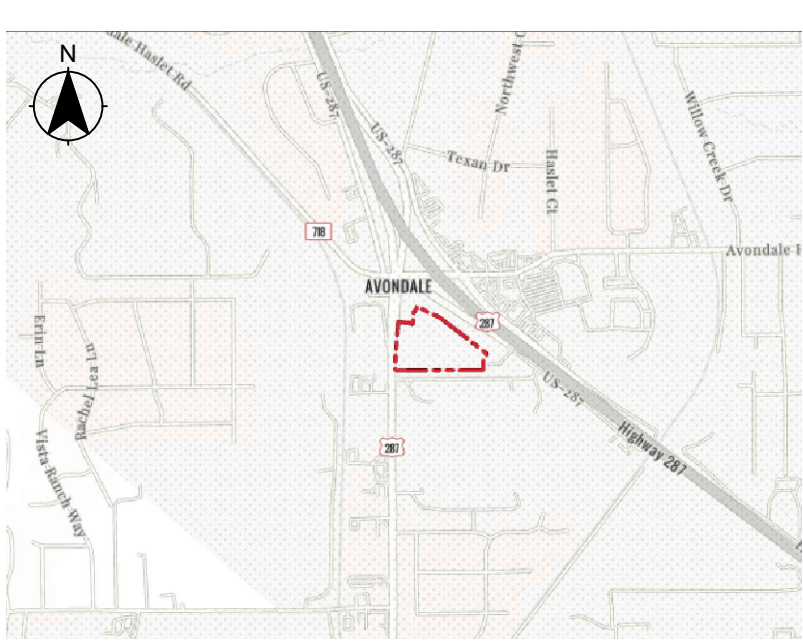 N
ale Haslet Rd
US-287
US-287
Northwest C
Texan Dr
Haslet Ct
Willow Creek Dr
718
Avondale H
AVONDALE
287
Erin Ln
Rachel Lea Ln
US-287
Vista Ranch Way
287
Highway 287